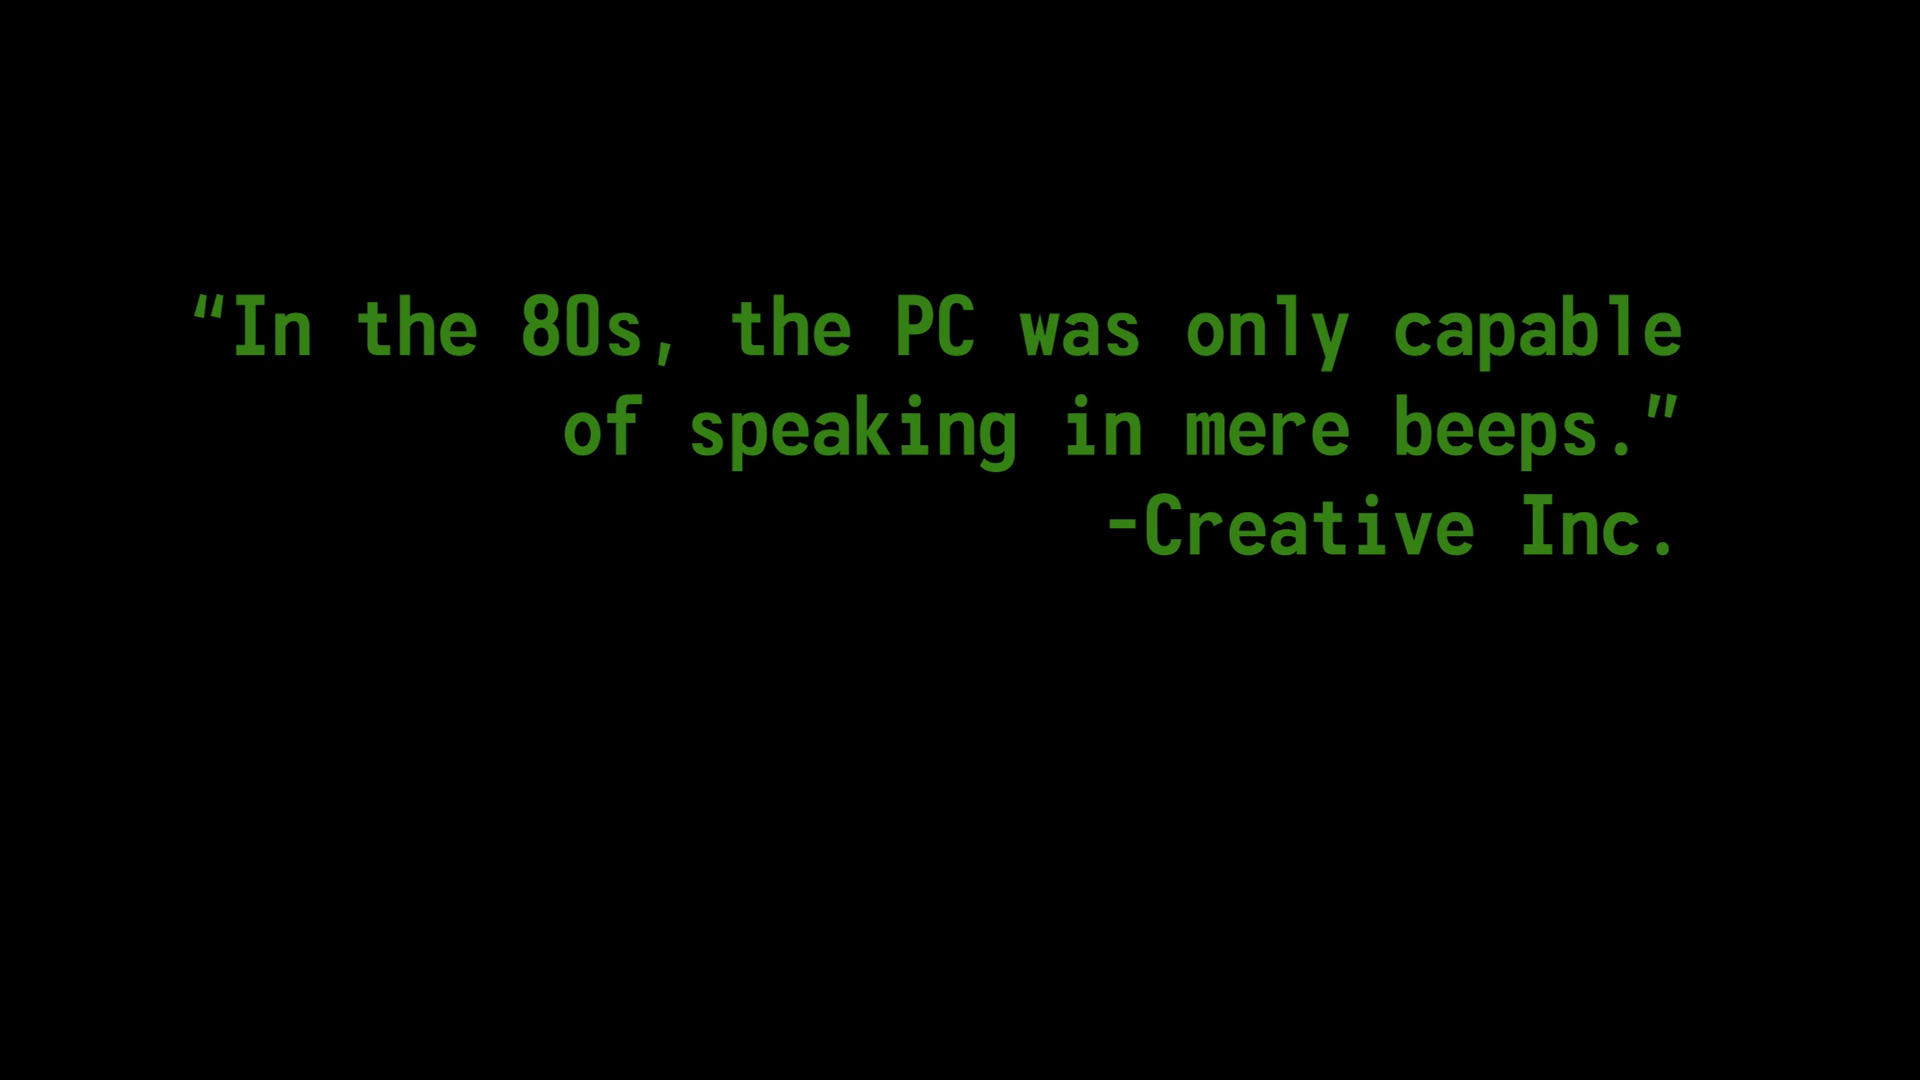 “In the 80s, the PC was only capable
of speaking in mere beeps.”
-Creative Inc.